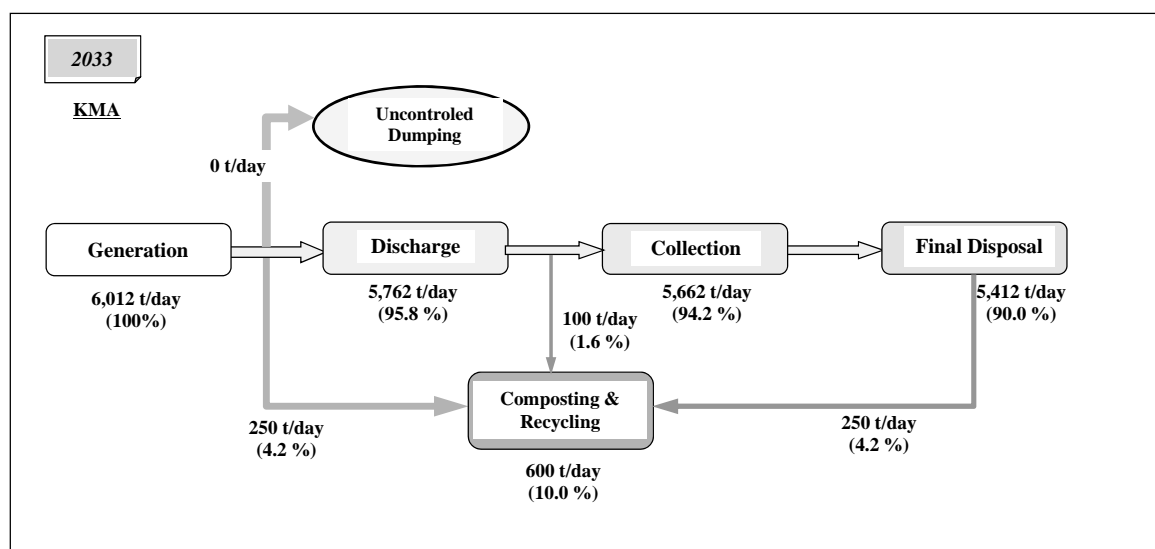 2033
KMA
Uncontroled
Dumping
0 t/day
Generation
Discharge
Collection
Final Disposal
6,012 t/day
(100%)
5,762 t/day
(95.8 %)
5,662 t/day
(94.2 %)
5,412 t/day
(90.0 %)
100 t/day
(1.6 %)
Composting &
Recycling
250 t/day
(4.2 %)
250 t/day
(4.2 %)
600 t/day
(10.0 %)